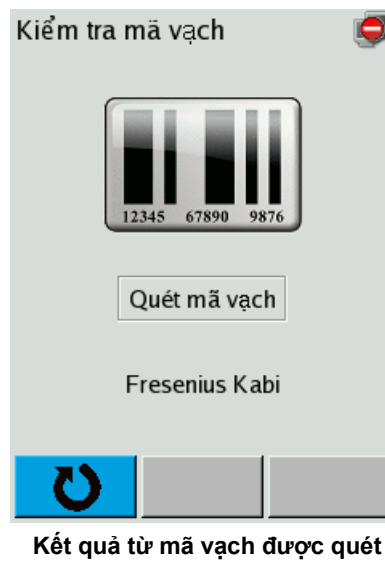 Kiểm tra mã vạch
12345 67890 9876
Quét mã vạch
Fresenius Kabi
Kết quả từ mã vạch được quét